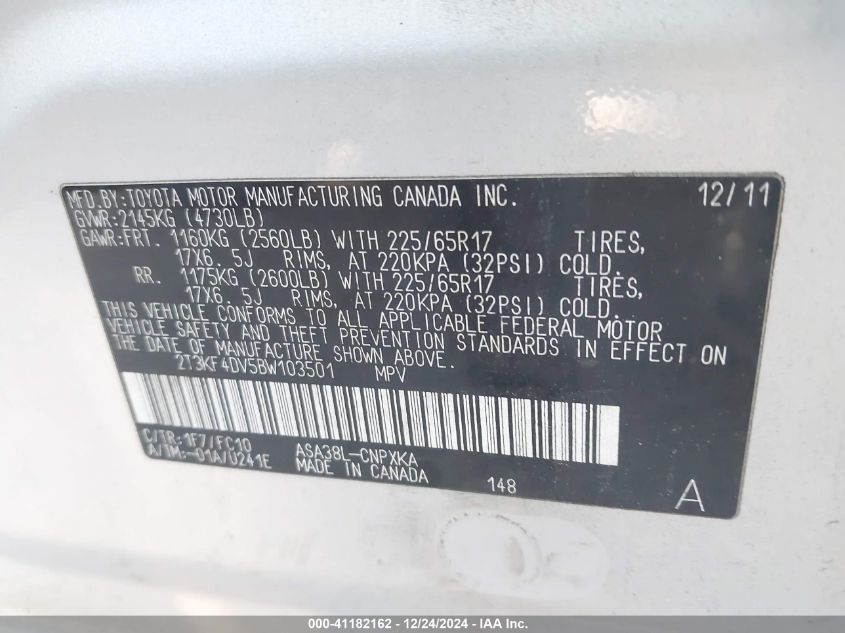 MFD.BY:TOYOTA MOTOR MANUFACTURING CANADA INC. 12/11
GVWR:2145KG (4730LB)
GAWR:FRT. 1160KG (2560LB) WITH 225/65R17 TIRES,
17X6.5J RIMS, AT 220KPA (32PSI) COLD.
RR. 1175KG (2600LB) WITH 225/65R17 TIRES,
17X6.5J RIMS, AT 220KPA (32PSI) COLD.
THIS VEHICLE CONFORMS TO ALL APPLICABLE FEDERAL MOTOR
VEHICLE SAFETY AND THEFT PREVENTION STANDARDS IN EFFECT ON
THE DATE OF MANUFACTURE SHOWN ABOVE.
2T3KF4DV5BW103501 MPV
C/TR:1F7/FC10 ASA38L-CNPXKA
A/TM:-01A/U241E MADE IN CANADA 148 A
000-41182162 - 12/24/2024 - IAA Inc.